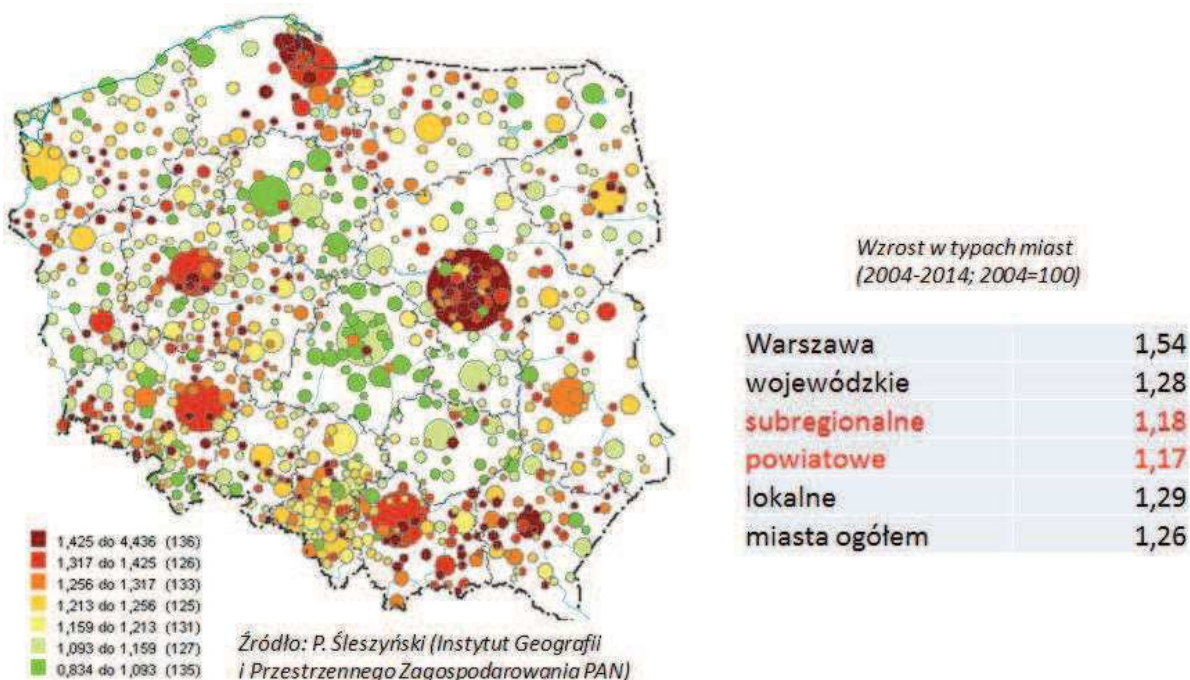 Wzrost w typach miast
(2004-2014; 2004=100)
Warszawa 1,54
wojewódzkie 1,28
subregionalne 1,18
powiatowe 1,17
lokalne 1,29
miasta ogółem 1,26
1,425 do 4,436 (136)
1,317 do 1,425 (126)
1,256 do 1,317 (133)
1,213 do 1,256 (125)
1,159 do 1,213 (131)
1,093 do 1,159 (127)
0,834 do 1,093 (135)
Źródło: P. Śleszyński (Instytut Geografii
i Przestrzennego Zagospodarowania PAN)